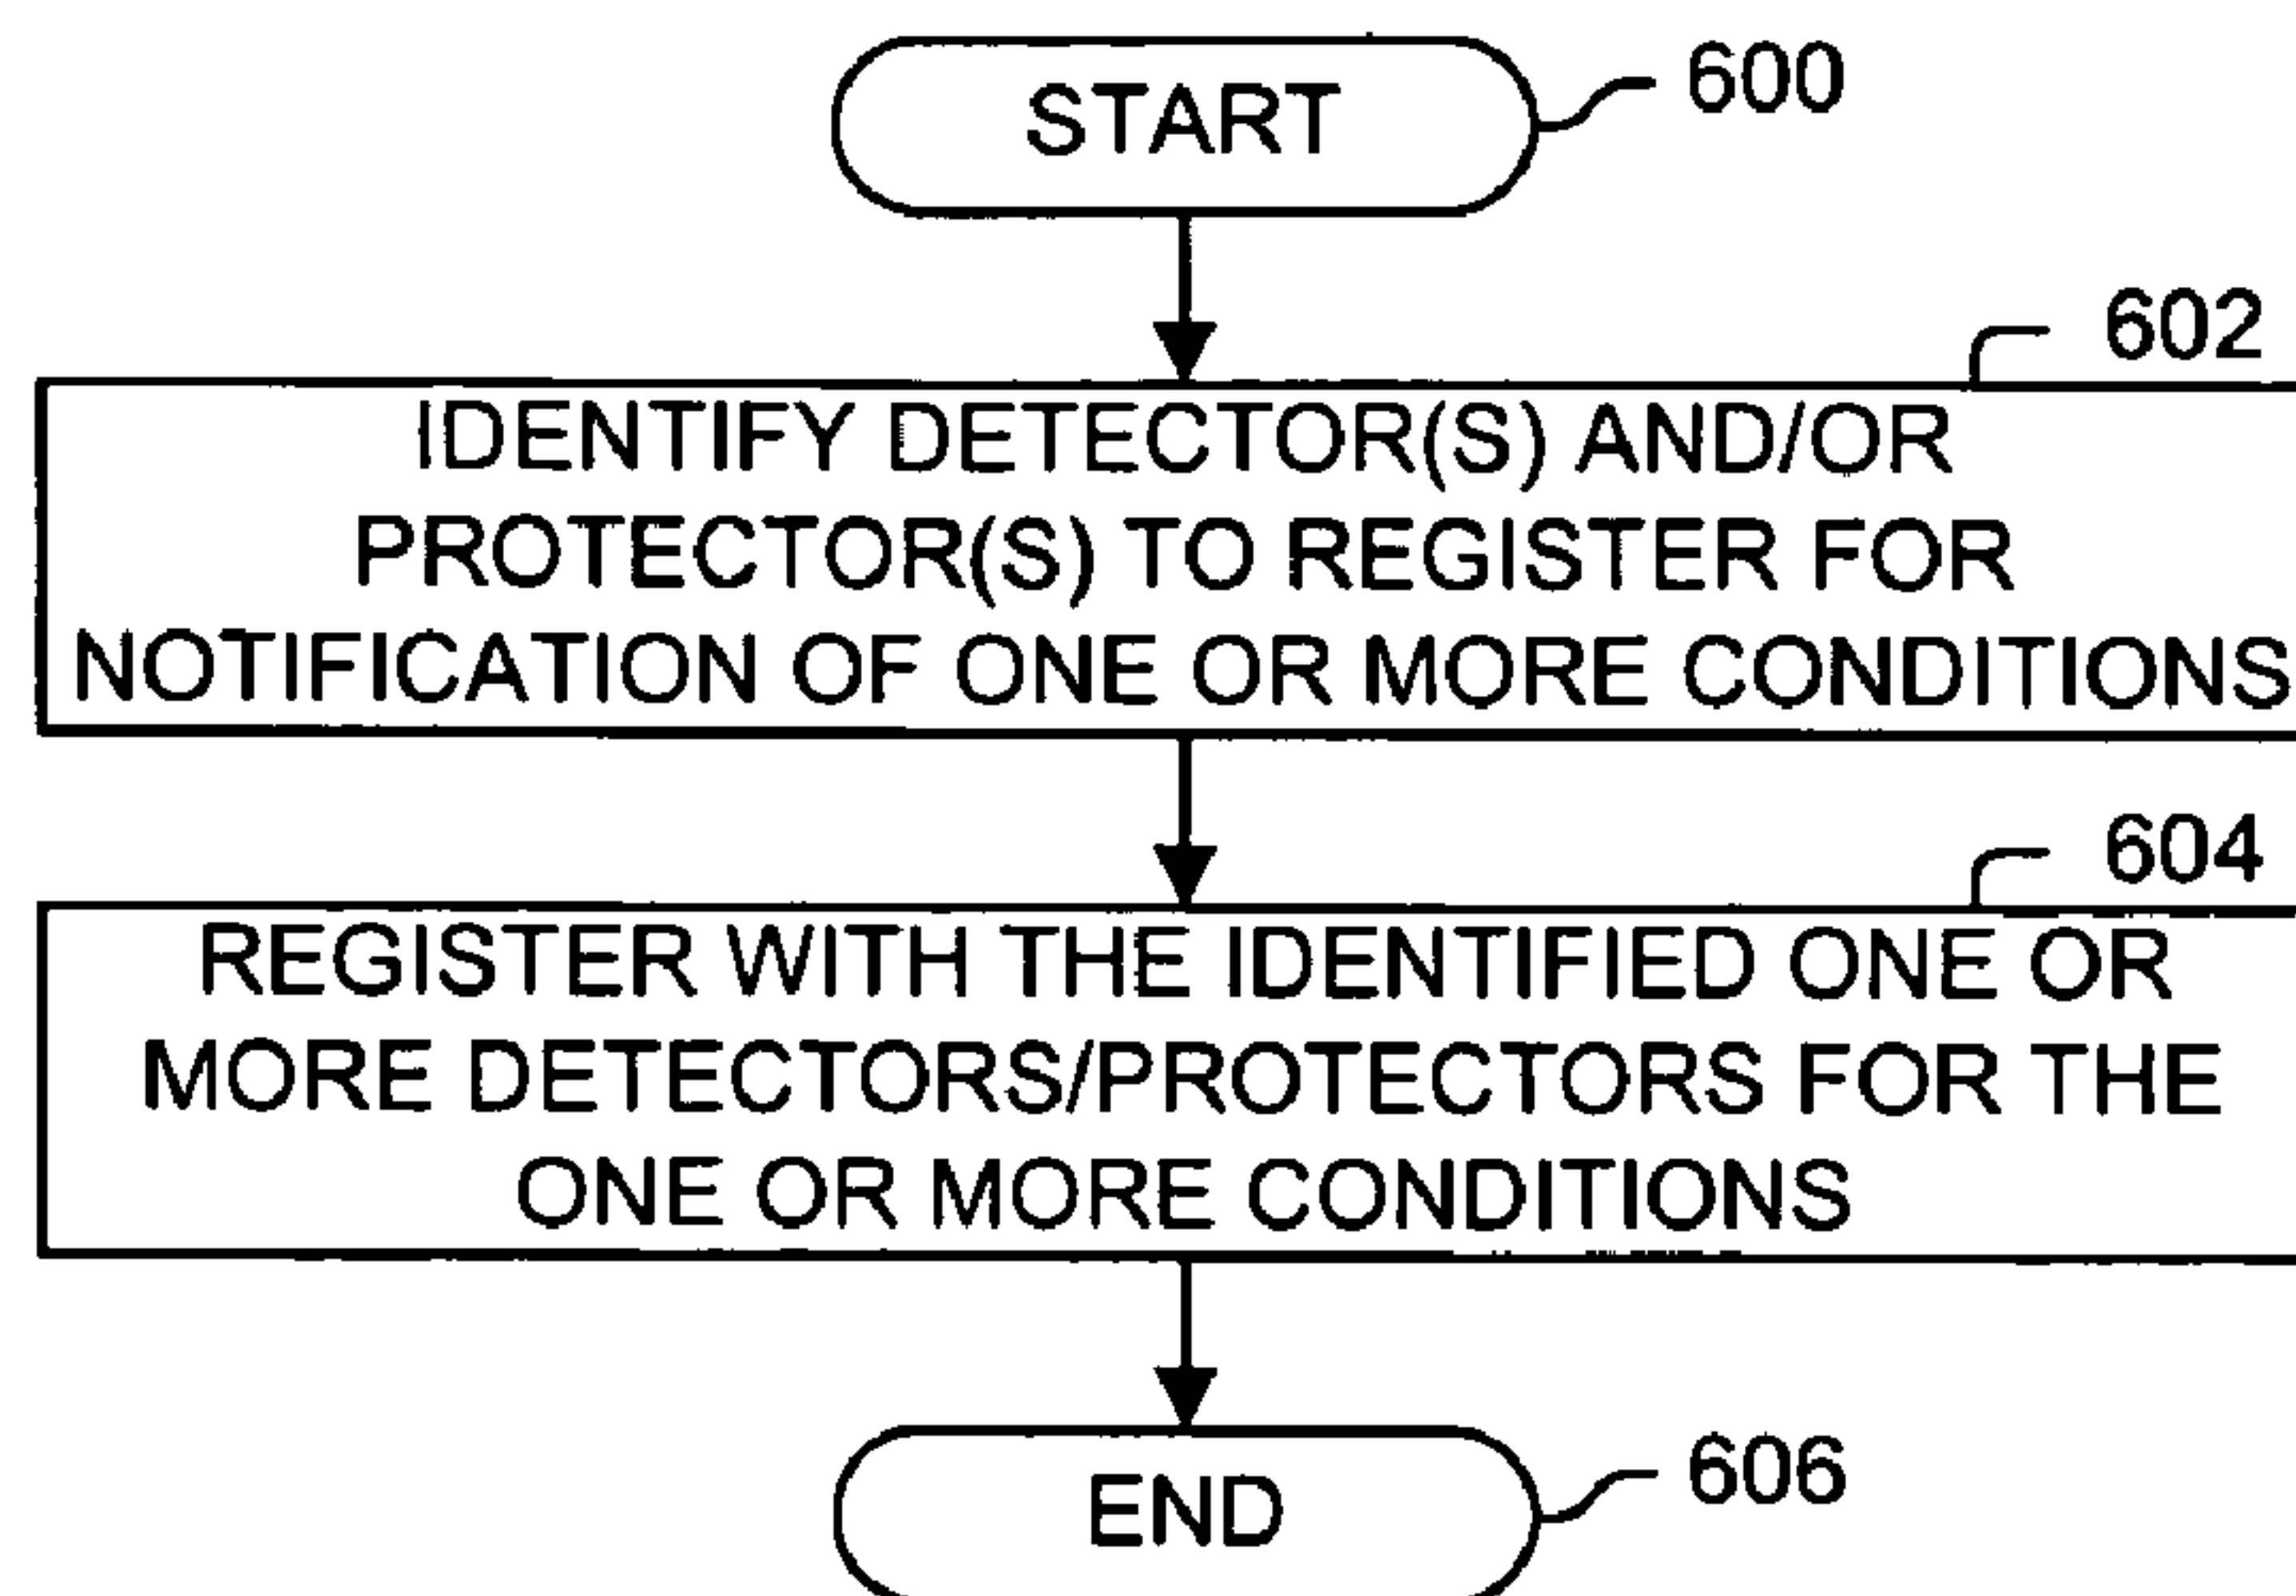 START
600
602
IDENTIFY DETECTOR(S) AND/OR
PROTECTOR(S) TO REGISTER FOR
NOTIFICATION OF ONE OR MORE CONDITIONS
604
REGISTER WITH THE IDENTIFIED ONE OR
MORE DETECTORS/PROTECTORS FOR THE
ONE OR MORE CONDITIONS
END
606